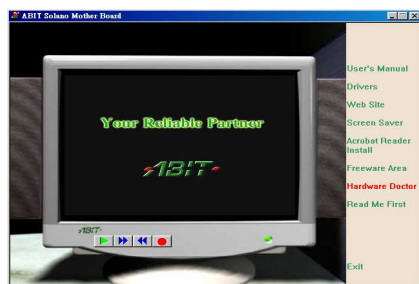 ABIT Solano Mother Board
Your Reliable Partner
ABIT
ABIT
User's Manual
Drivers
Web Site
Screen Saver
Acrobat Reader
Install
Freeware Area
Hardware Doctor
Read Me First
Exit